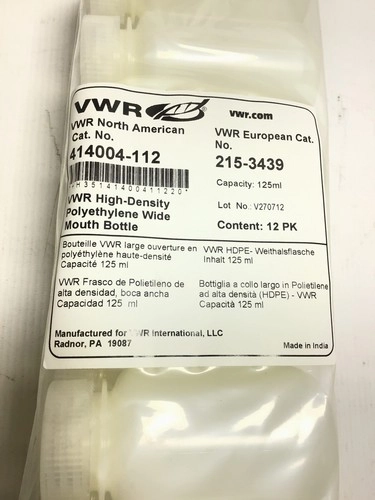 VWR
vwr.com
VWR North American
Cat. No.
414004-112
VWR European Cat.
No.
215-3439
Capacity: 125ml
Lot No.: V270712
Content: 12 PK
VWR High-Density
Polyethylene Wide
Mouth Bottle
Bouteille VWR large ouverture en
polyéthylène haute-densité
Capacité 125 ml
VWR HDPE- Weithalsflasche
Inhalt 125 ml
VWR Frasco de Polietileno de
alta densidad, boca ancha
Capacidad 125 ml
Bottiglia a collo largo in Polietilene
ad alta densità (HDPE) - VWR
Capacità 125 ml
Manufactured for VWR International, LLC
Radnor, PA 19087
Made in India